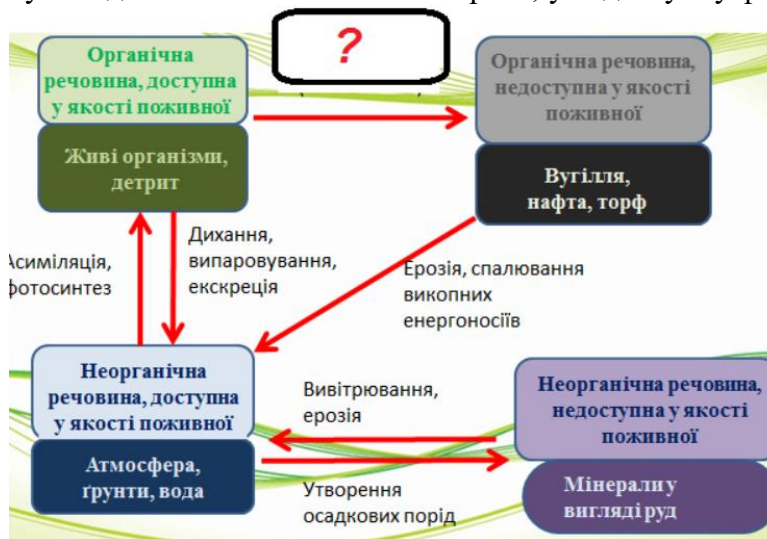 ?
Органічна
речовина, доступна
у якості поживної
Органічна речовина,
недоступна у якості
поживної
Живі організми,
детрит
Вугілля,
нафта, торф
Асиміляція,
фотосинтез
Дихання,
випаровування,
екскреція
Ерозія, спалювання
викопних
енергоносіїв
Неорганічна
речовина, доступна
у якості поживної
Вивітрювання,
ерозія
Неорганічна речовина,
недоступна у якості
поживної
Атмосфера,
ґрунти, вода
Утворення
осадкових порід
Мінерали у
вигляді руд